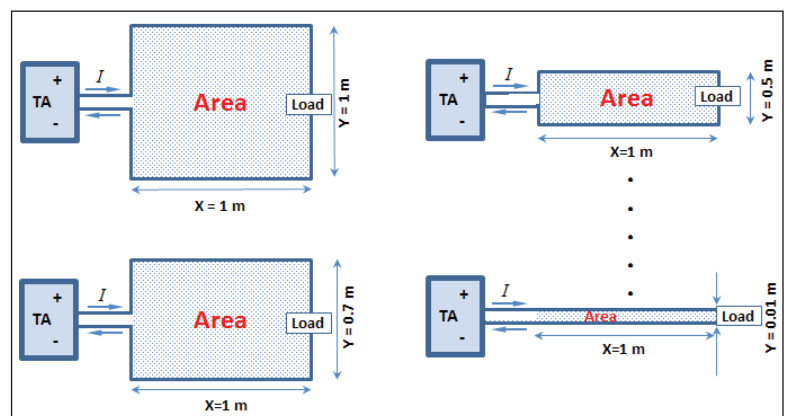 +
TA
-
I
Area
Load
Y = 1 m
X = 1 m
+
TA
-
I
Area
Load
Y = 0.5 m
X=1 m
+
TA
-
I
Area
Load
Y = 0.7 m
X=1 m
+
TA
-
I
Area
Load
Y = 0.01 m
X=1 m